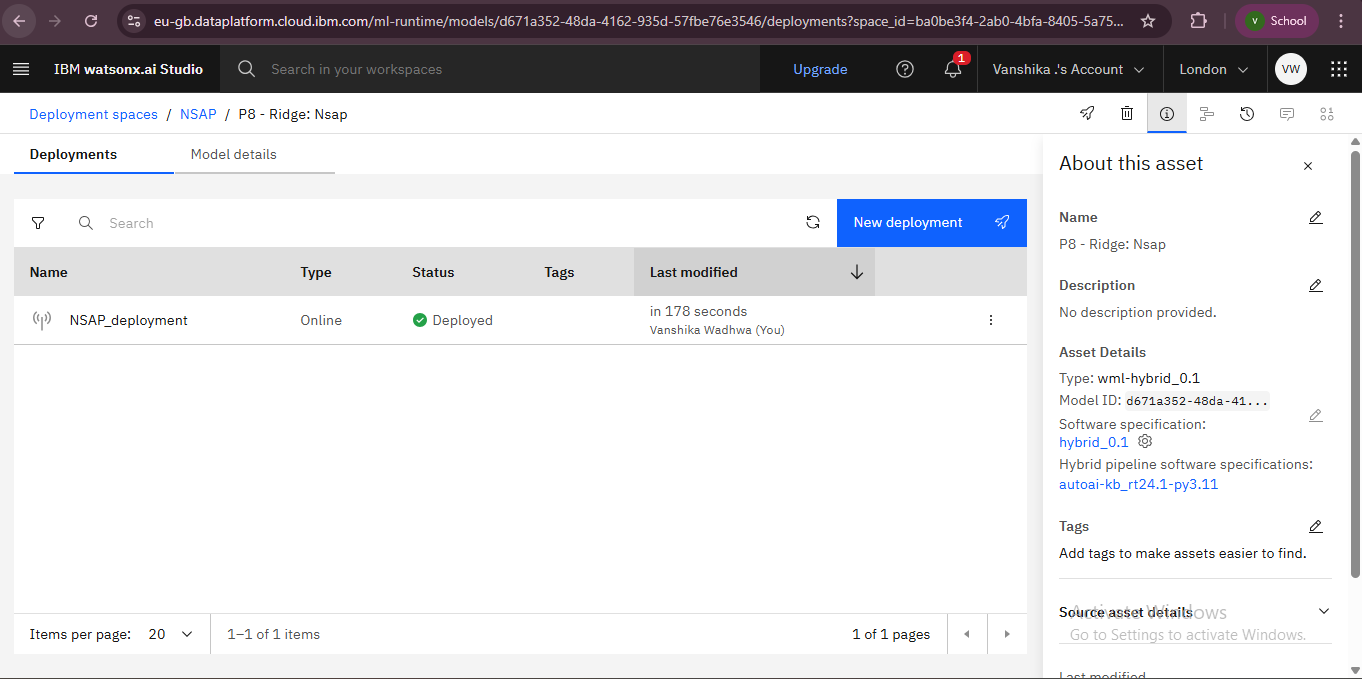 eu-gb.dataplatform.cloud.ibm.com/ml-runtime/models/d671a352-48da-4162-935d-57fbe76e3546/deployments?space_id=ba0be3f4-2ab0-4bfa-8405-5a75...
V School
IBM watsonx.ai Studio
Search in your workspaces
Upgrade
1
Vanshika .'s Account
London
VW
Deployment spaces / NSAP / P8 - Ridge: Nsap
Deployments
Model details
Search
New deployment
Name Type Status Tags Last modified
NSAP_deployment Online Deployed in 178 seconds
Vanshika Wadhwa (You)
Items per page: 20
1–1 of 1 items
1 of 1 pages
About this asset
Name
P8 - Ridge: Nsap
Description
No description provided.
Asset Details
Type: wml-hybrid_0.1
Model ID: d671a352-48da-41...
Software specification:
hybrid_0.1
Hybrid pipeline software specifications:
autoai-kb_rt24.1-py3.11
Tags
Add tags to make assets easier to find.
Source asset details
Activate Windows
Go to Settings to activate Windows.
Last modified